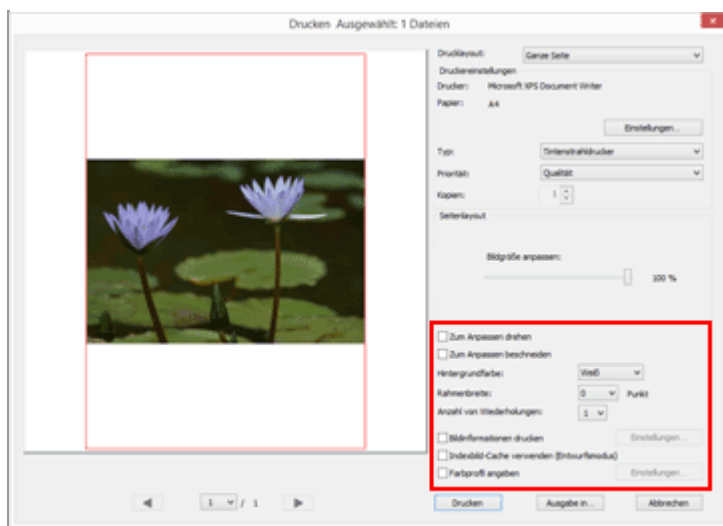 Drucken Ausgewählt: 1 Dateien
Drucklayout: Ganze Seite
Druckereinstellungen
Drucker: Microsoft XPS Document Writer
Papier: A4
Einstellungen...
Typ: Tintenstrahldrucker
Priorität: Qualität
Kopien: 1
Seitenlayout
Bildgröße anpassen:
100 %
Zum Anpassen drehen
Zum Anpassen beschneiden
Hintergrundfarbe: Weiß
Rahmenbreite: 0 Punkt
Anzahl von Wiederholungen: 1
Bildinformationen drucken Einstellungen...
Indexbild-Cache verwenden (Entwurfsmodus)
Farbprofil angeben Einstellungen...
1 / 1 Drucken Ausgabe in... Abbrechen